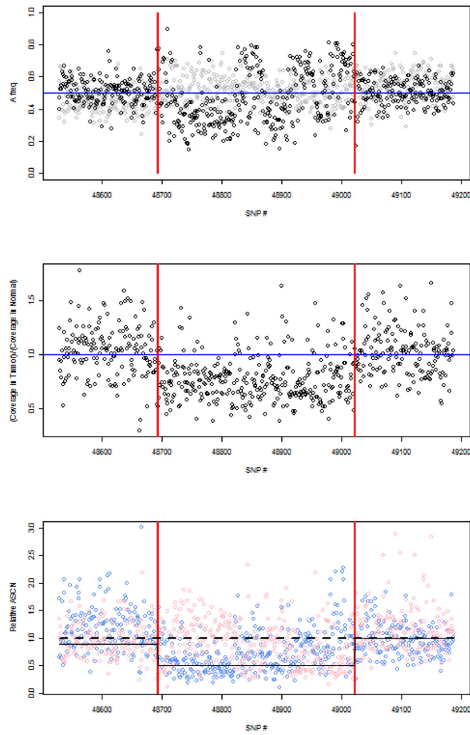 A freq
0.0 0.2 0.4 0.6 0.8 1.0
48600 48700 48800 48900 49000 49100 49200
SNP #
(Coverage in Tumor)/(Coverage in Normal)
0.5 1.0 1.5
48600 48700 48800 48900 49000 49100 49200
SNP #
Relative ASCN
0.0 0.5 1.0 1.5 2.0 2.5 3.0
48600 48700 48800 48900 49000 49100 49200
SNP #